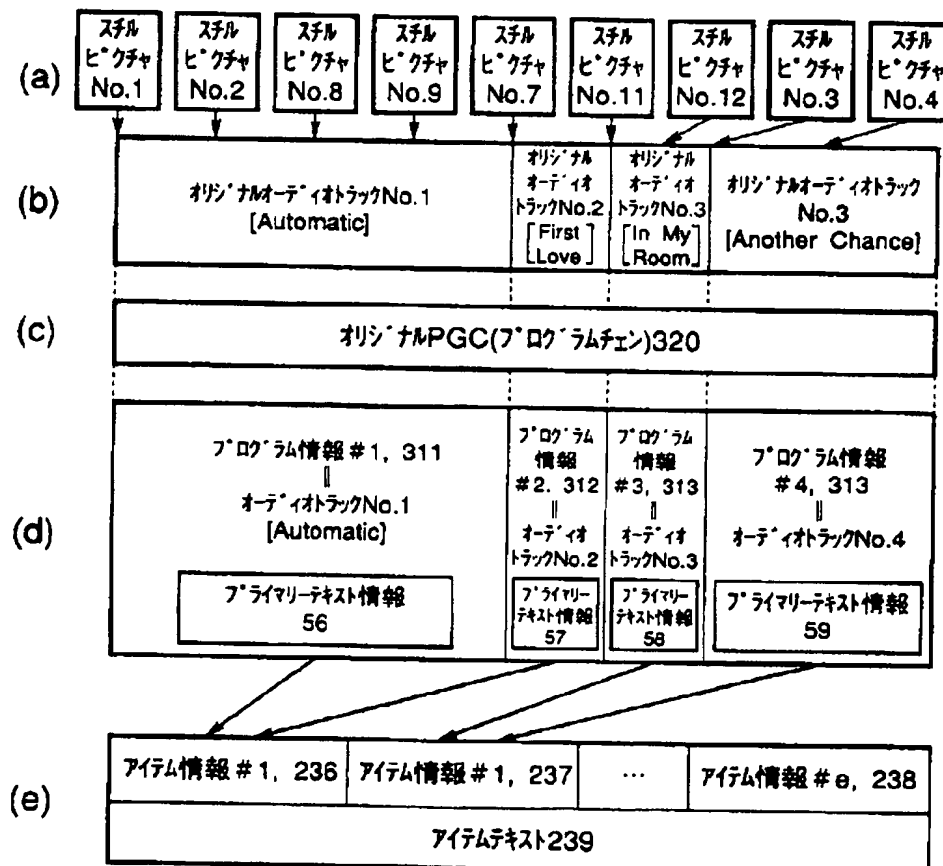 (a)
スチル
ピクチャ
No.1
スチル
ピクチャ
No.2
スチル
ピクチャ
No.8
スチル
ピクチャ
No.9
スチル
ピクチャ
No.7
スチル
ピクチャ
No.11
スチル
ピクチャ
No.12
スチル
ピクチャ
No.3
スチル
ピクチャ
No.4
(b)
オリジナルオーディオトラックNo.1
[Automatic]
オリジナル
オーディオ
トラックNo.2
[First
Love]
オリジナル
オーディオ
トラックNo.3
[In My
Room]
オリジナルオーディオトラック
No.3
[Another Chance]
(c)
オリジナルPGC(プログラムチェン)320
(d)
プログラム情報#1, 311
||
オーディオトラックNo.1
[Automatic]
プライマリーテキスト情報
56
プログラム
情報
#2. 312
||
オーディオ
トラックNo.2
プライマリー
テキスト情報
57
プログラム
情報
#3, 313
||
オーディオ
トラックNo.3
プライマリー
テキスト情報
58
プログラム情報
#4, 313
||
オーディオトラックNo.4
プライマリーテキスト情報
59
(e)
アイテム情報#1, 236
アイテム情報#1, 237
…
アイテム情報#e, 238
アイテムテキスト239